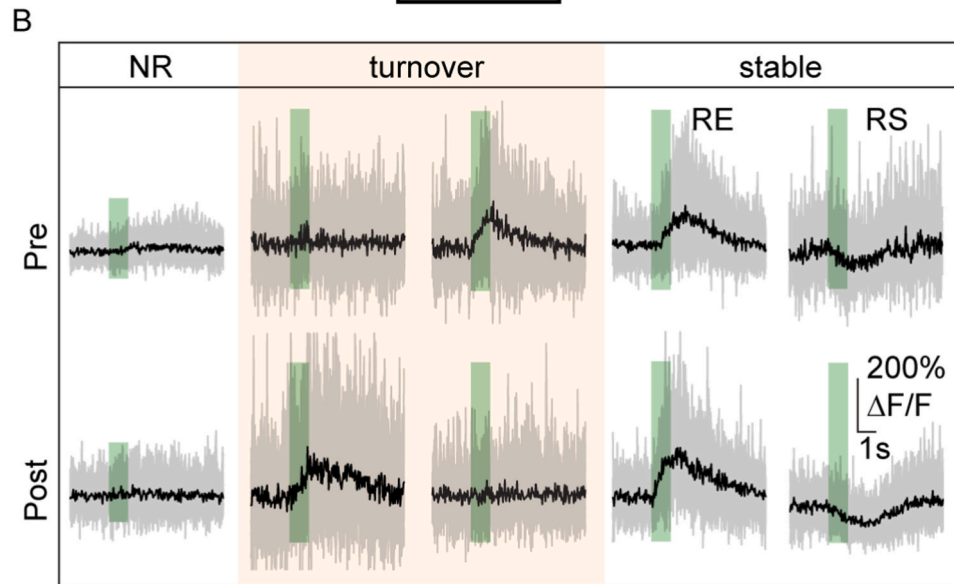 B
NR turnover stable
RE RS
Pre
200%
ΔF/F
1s
Post